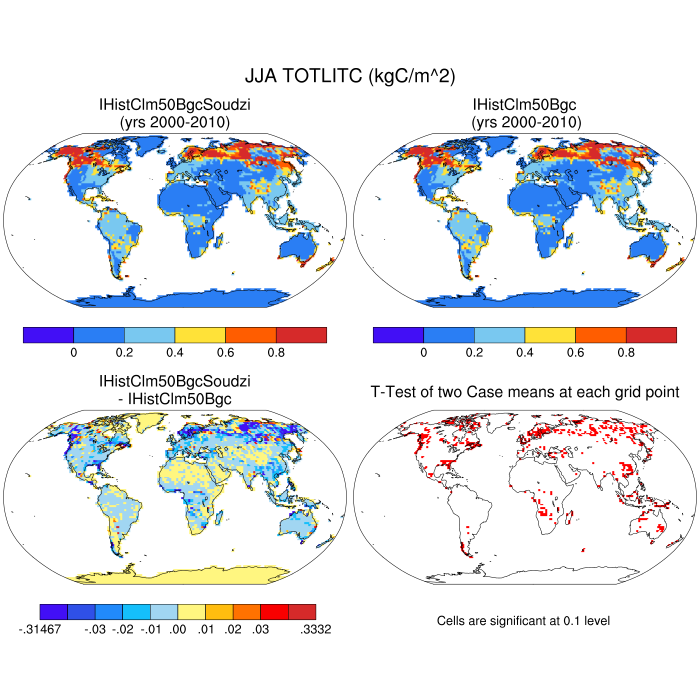 JJA TOTLITC (kgC/m^2)
IHistClm50BgcSoudzi
(yrs 2000-2010)
IHistClm50Bgc
(yrs 2000-2010)
0 0.2 0.4 0.6 0.8
0 0.2 0.4 0.6 0.8
IHistClm50BgcSoudzi
- IHistClm50Bgc
T-Test of two Case means at each grid point
-.31467 -.03 -.02 -.01 .00 .01 .02 .03 .3332
Cells are significant at 0.1 level